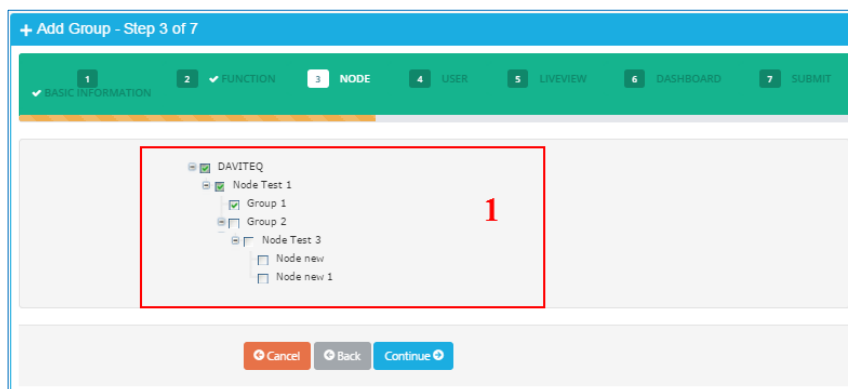 Add Group - Step 3 of 7
1 BASIC INFORMATION
2 FUNCTION
3 NODE
4 USER
5 LIVEVIEW
6 DASHBOARD
7 SUBMIT
DAVITEQ
Node Test 1
Group 1
Group 2
Node Test 3
Node new
Node new 1
1
Cancel
Back
Continue